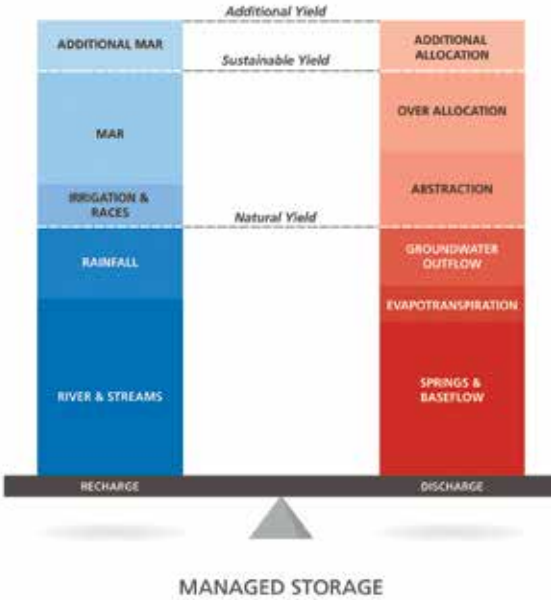 Additional Yield
ADDITIONAL MAR
ADDITIONAL
ALLOCATION
Sustainable Yield
OVER ALLOCATION
MAR
ABSTRACTION
IRRIGATION &
RACES
Natural Yield
RAINFALL
GROUNDWATER
OUTFLOW
EVAPOTRANSPIRATION
RIVER & STREAMS
SPRINGS &
BASEFLOW
RECHARGE
DISCHARGE
MANAGED STORAGE